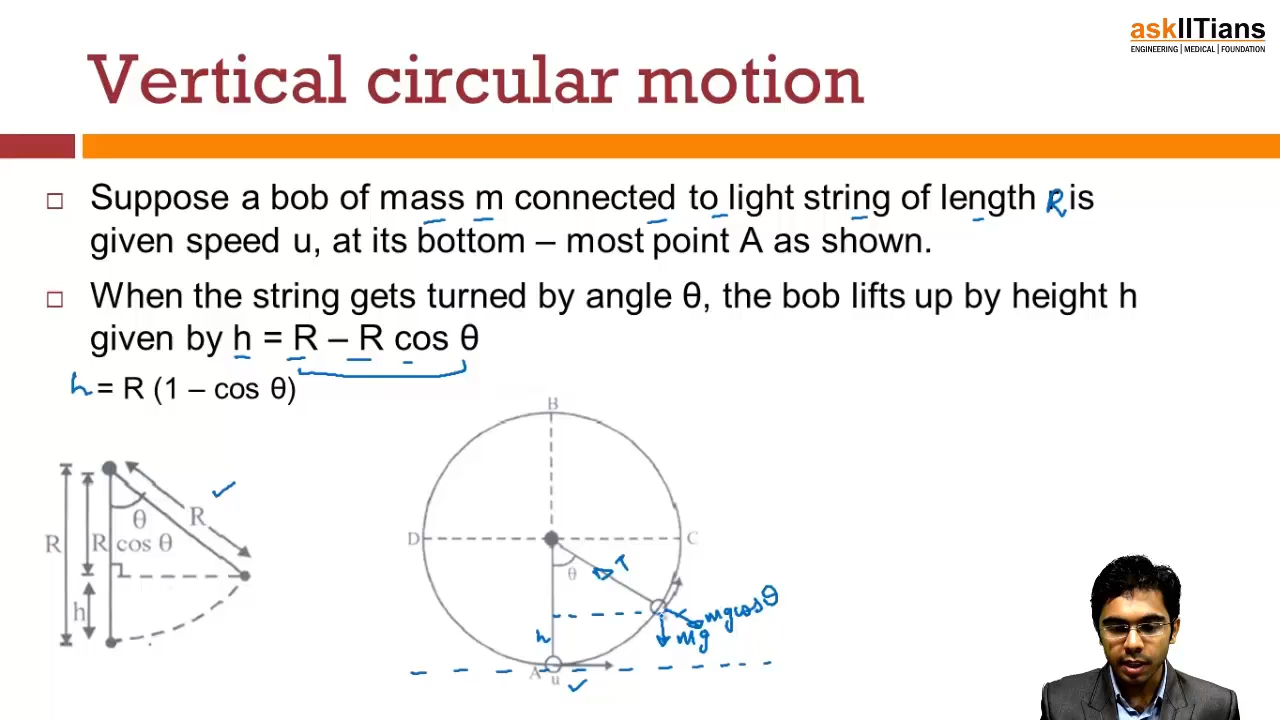 askIITians
ENGINEERING | MEDICAL | FOUNDATION
Vertical circular motion
Suppose a bob of mass m connected to light string of length R is
given speed u, at its bottom – most point A as shown.
When the string gets turned by angle θ, the bob lifts up by height h
given by h = R – R cos θ
h = R (1 – cos θ)
R
θ
R
R cos θ
h
B
D
C
θ
T
mg cos θ
mg
h
A
u